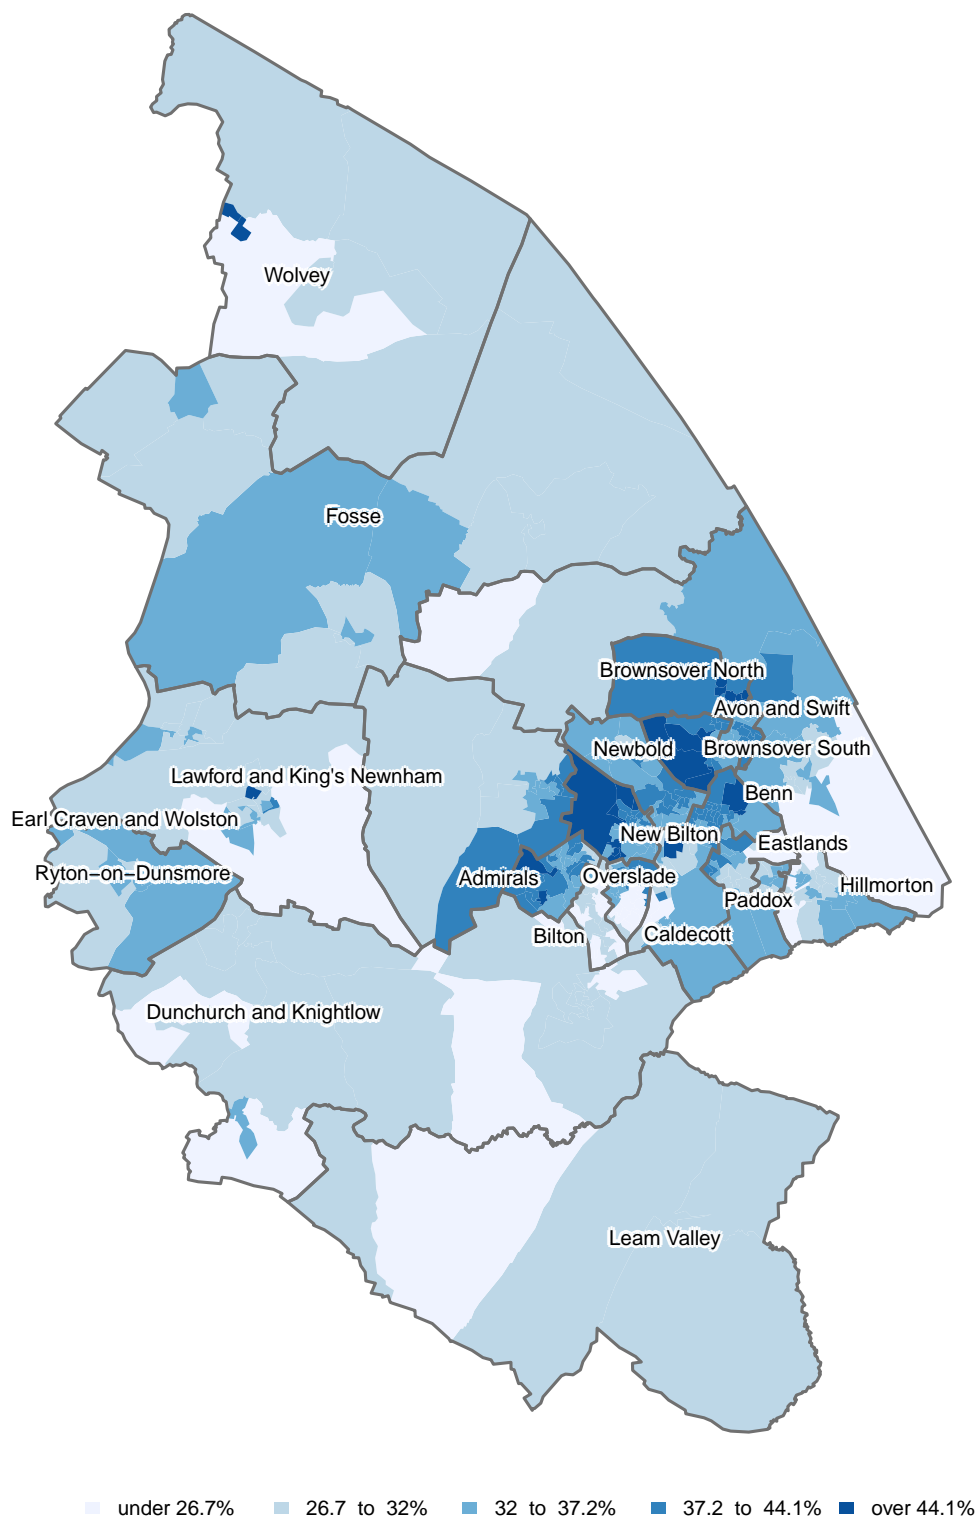 Wolvey
Fosse
Brownsover North
Avon and Swift
Newbold
Brownsover South
Lawford and King's Newnham
Benn
Earl Craven and Wolston
New Bilton
Eastlands
Ryton−on−Dunsmore
Admirals
Overslade
Hillmorton
Paddox
Bilton
Caldecott
Dunchurch and Knightlow
Leam Valley
under 26.7% 26.7 to 32% 32 to 37.2% 37.2 to 44.1% over 44.1%